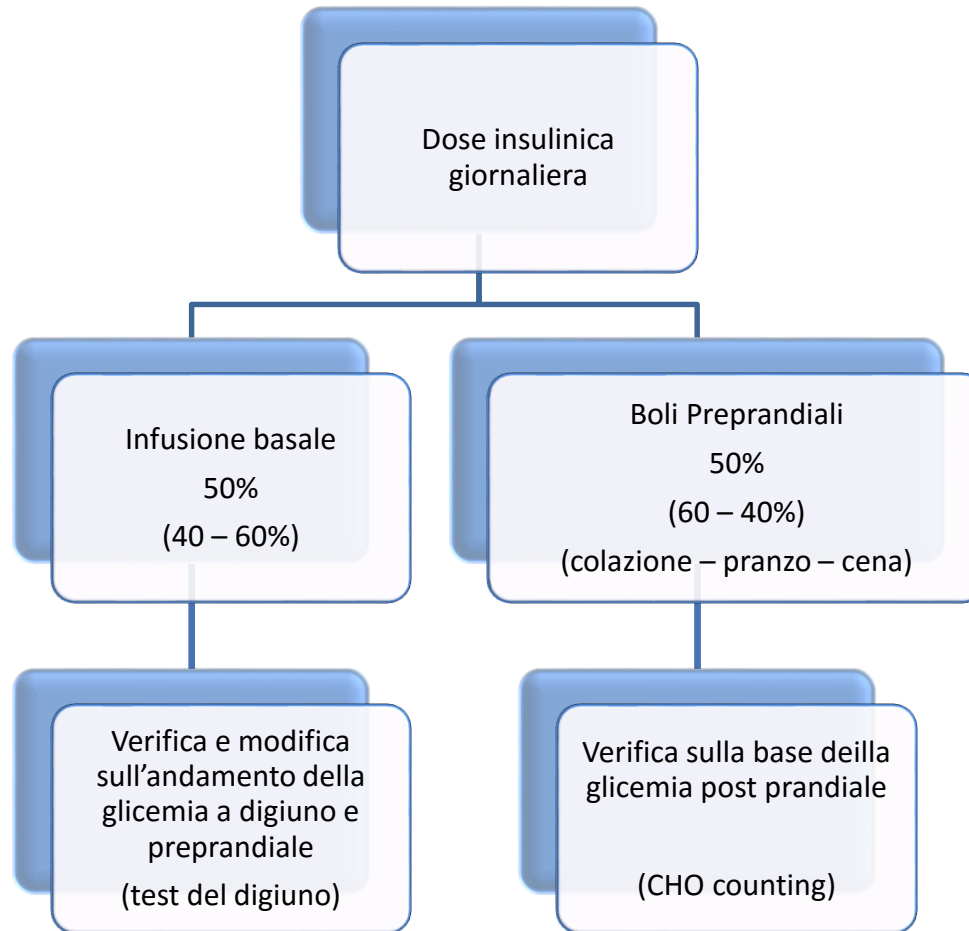 Dose insulinica
giornaliera
Infusione basale
50%
(40 – 60%)
Boli Preprandiali
50%
(60 – 40%)
(colazione – pranzo – cena)
Verifica e modifica
sull’andamento della
glicemia a digiuno e
preprandiale
(test del digiuno)
Verifica sulla base deilla
glicemia post prandiale
(CHO counting)